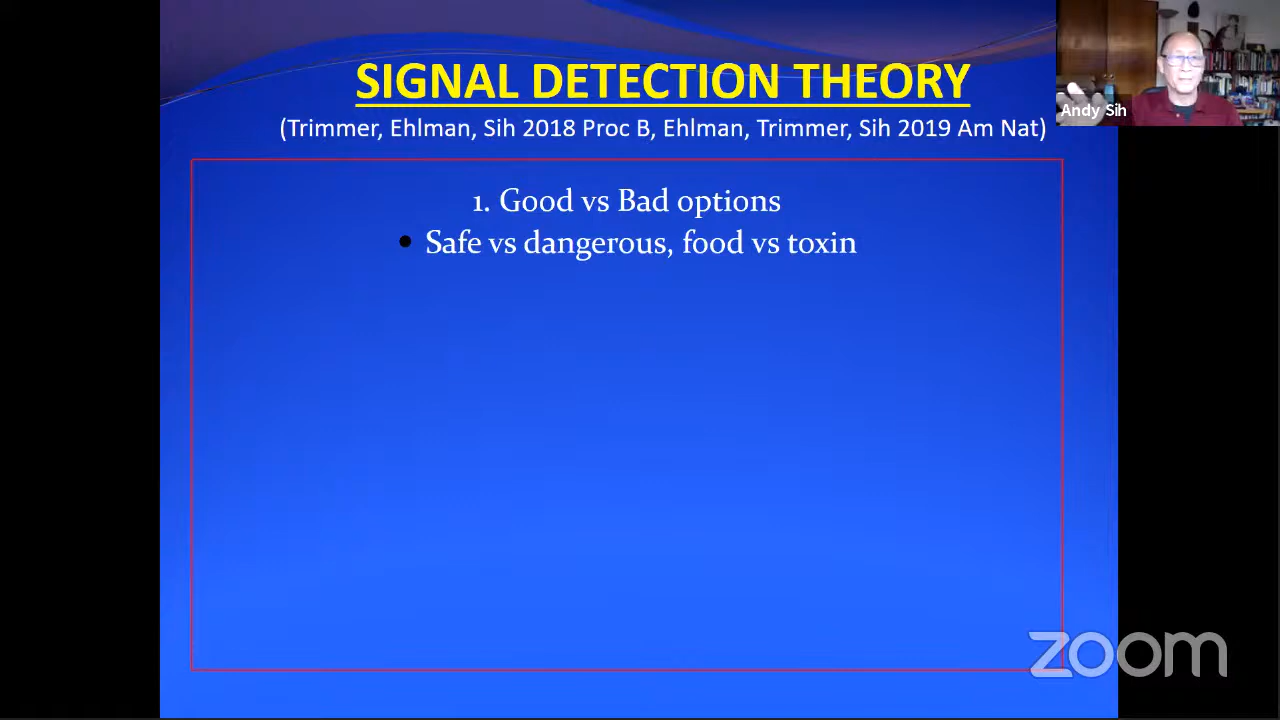 SIGNAL DETECTION THEORY
(Trimmer, Ehlman, Sih 2018 Proc B, Ehlman, Trimmer, Sih 2019 Am Nat)
Andy Sih
1. Good vs Bad options
• Safe vs dangerous, food vs toxin
zoom